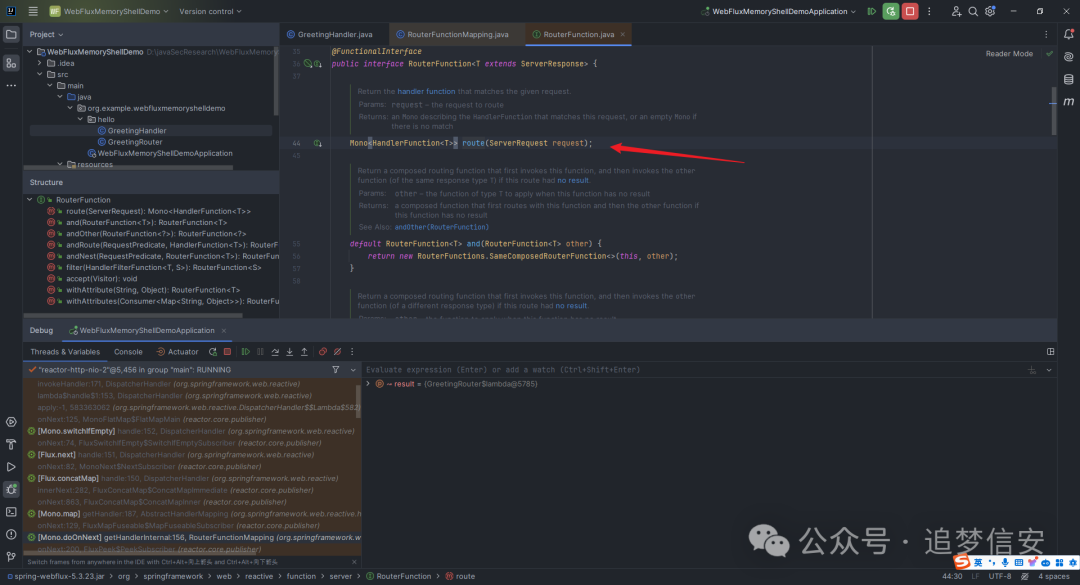 WF WebFluxMemoryShellDemo Version control WebFluxMemoryShellDemoApplication
Project
WebFluxMemoryShellDemo D:\javaSecResearch\WebFluxMemory
.idea
src
main
java
org.example.webfluxmemoryshelldemo
hello
GreetingHandler
GreetingRouter
WebFluxMemoryShellDemoApplication
resources
Structure
RouterFunction
route(ServerRequest): Mono<HandlerFunction<T>>
and(RouterFunction<T>): RouterFunction<T>
andOther(RouterFunction<?>): RouterFunction<?>
andRoute(RequestPredicate, HandlerFunction<T>): RouterF
andNest(RequestPredicate, RouterFunction<T>): RouterFun
filter(HandlerFilterFunction<T, S>): RouterFunction<S>
accept(Visitor): void
withAttribute(String, Object): RouterFunction<T>
withAttributes(Consumer<Map<String, Object>>): RouterFu
GreetingHandler.java RouterFunctionMapping.java RouterFunction.java
Reader Mode
35 @FunctionalInterface
36 public interface RouterFunction<T extends ServerResponse> {
37
Return the handler function that matches the given request.
Params: request – the request to route
Returns: an Mono describing the HandlerFunction that matches this request, or an empty Mono if
there is no match
44 Mono<HandlerFunction<T>> route(ServerRequest request);
45
Return a composed routing function that first invokes this function, and then invokes the other
function (of the same response type T) if this route had no result.
Params: other – the function of type T to apply when this function has no result
Returns: a composed function that first routes with this function and then the other function if
this function has no result
See Also: andOther(RouterFunction)
55 default RouterFunction<T> and(RouterFunction<T> other) {
56 return new RouterFunctions.SameComposedRouterFunction<>(this, other);
57 }
58
Return a composed routing function that first invokes this function, and then invokes the other
function (of a different response type) if this route had no result.
Debug WebFluxMemoryShellDemoApplication
Threads & Variables Console Actuator
"reactor-http-nio-2"@5,456 in group "main": RUNNING
invokeHandler:171, DispatcherHandler (org.springframework.web.reactive)
lambda$handle$1:153, DispatcherHandler (org.springframework.web.reactive)
apply:-1, 583363062 (org.springframework.web.reactive.DispatcherHandler$$Lambda$582
onNext:125, MonoFlatMap$FlatMapMain (reactor.core.publisher)
[Mono.switchIfEmpty] handle:152, DispatcherHandler (org.springframework.web.reactive)
onNext:74, FluxSwitchIfEmpty$SwitchIfEmptySubscriber (reactor.core.publisher)
[Flux.next] handle:151, DispatcherHandler (org.springframework.web.reactive)
onNext:82, MonoNext$NextSubscriber (reactor.core.publisher)
[Flux.concatMap] handle:150, DispatcherHandler (org.springframework.web.reactive)
innerNext:282, FluxConcatMap$ConcatMapImmediate (reactor.core.publisher)
onNext:863, FluxConcatMap$ConcatMapInner (reactor.core.publisher)
[Mono.map] getHandler:187, AbstractHandlerMapping (org.springframework.web.reactive.h
onNext:129, FluxMapFuseable$MapFuseableSubscriber (reactor.core.publisher)
[Mono.doOnNext] getHandlerInternal:156, RouterFunctionMapping (org.springframework.w
onNext:200, FluxPeek$PeekSubscriber (reactor.core.publisher)
Switch frames from anywhere in the IDE with Ctrl+Alt+向上箭头 and Ctrl+Alt+向下箭头
Evaluate expression (Enter) or add a watch (Ctrl+Shift+Enter)
result = {GreetingRouter$lambda@5785}
公众号 · 追梦信安
英
spring-webflux-5.3.23.jar org springframework web reactive function server RouterFunction route
44:30 LF UTF-8 4 spaces